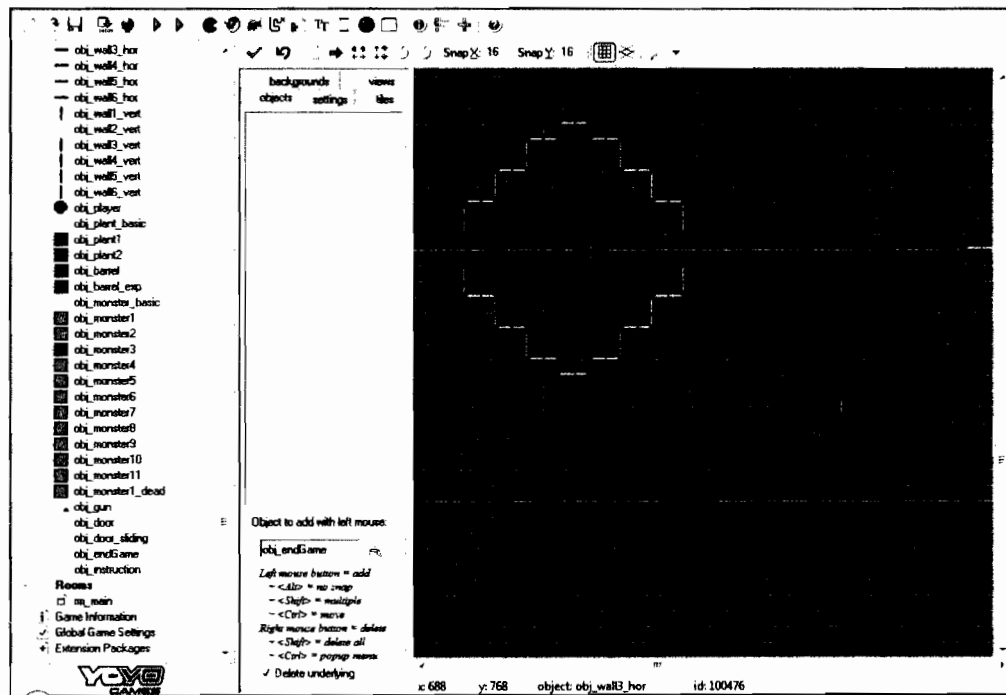 Snap X: 16 Snap Y: 16
obj_wall3_hor
obj_wall4_hor
obj_wall5_hor
obj_wall6_hor
obj_wall1_vert
obj_wall2_vert
obj_wall3_vert
obj_wall4_vert
obj_wall5_vert
obj_wall6_vert
obj_player
obj_plant_basic
obj_plant1
obj_plant2
obj_barrel
obj_barrel_exp
obj_monster_basic
obj_monster1
obj_monster2
obj_monster3
obj_monster4
obj_monster5
obj_monster6
obj_monster7
obj_monster8
obj_monster9
obj_monster10
obj_monster11
obj_monster1_dead
obj_gun
obj_door
obj_door_sliding
obj_endGame
obj_instruction
Rooms
rm_main
Game Information
Global Game Settings
Extension Packages
YOYO
GAMES
backgrounds views
objects settings tiles
Object to add with left mouse:
obj_endGame
Left mouse button = add
- <Alt> = no snap
- <Shift> = multiple
- <Ctrl> = move
Right mouse button = delete
- <Shift> = delete all
- <Ctrl> = popup menu
Delete underlying
x: 688 y: 768 object: obj_wall3_hor id: 100476